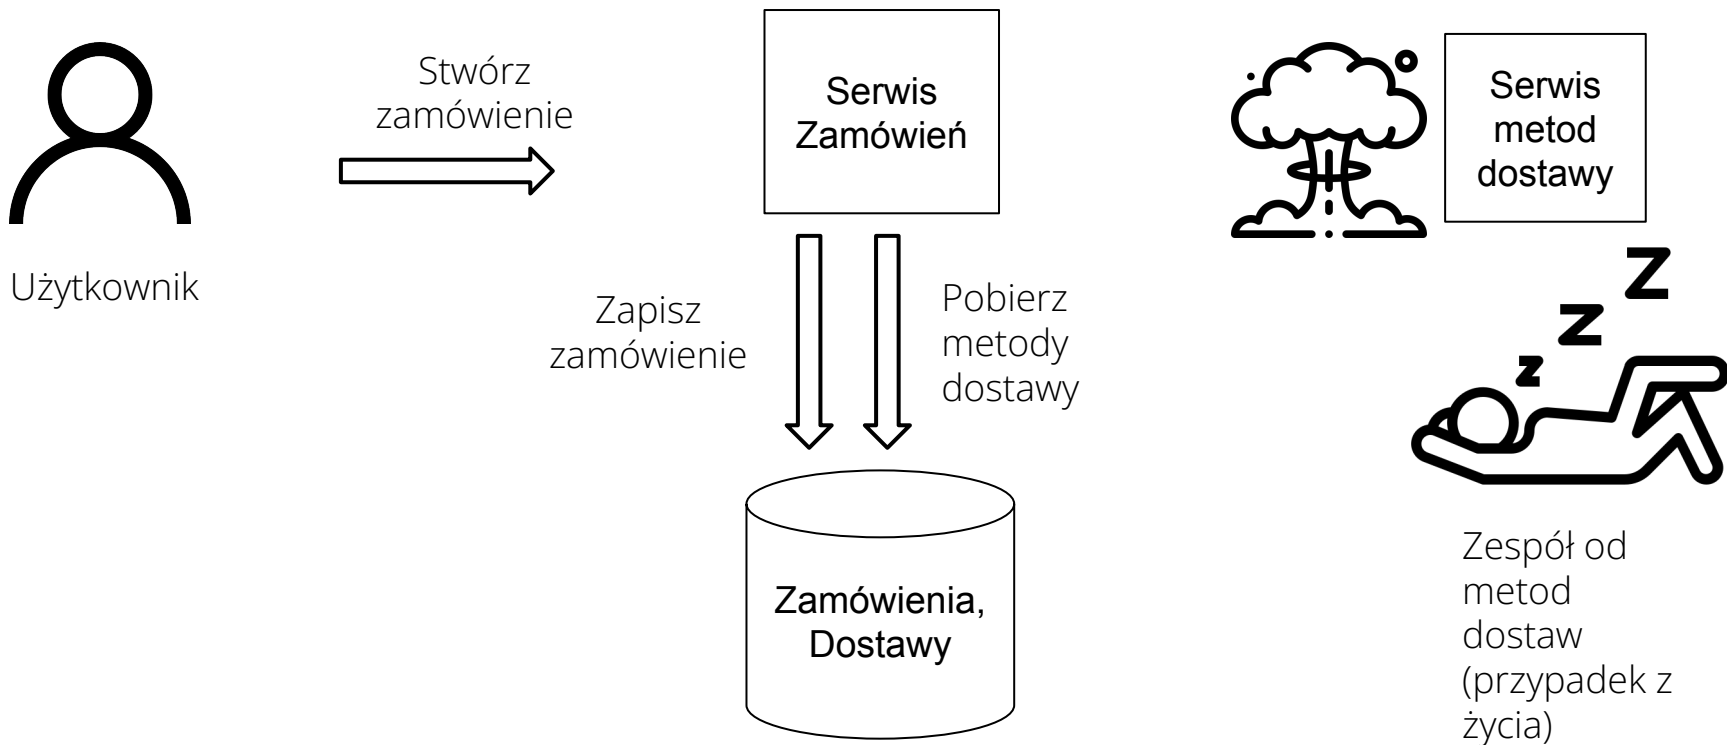 Stwórz
zamówienie
Serwis
Zamówień
Serwis
metod
dostawy
Użytkownik
Zapisz
zamówienie
Pobierz
metody
dostawy
z
z
z
Zamówienia,
Dostawy
Zespół od
metod
dostaw
(przypadek z
życia)